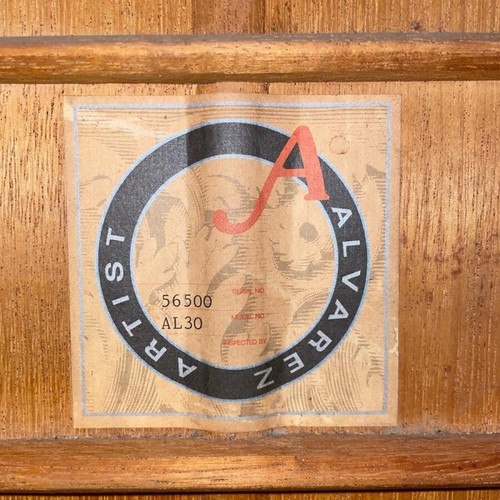 A
ALVAREZ
ARTIST
SERIAL NO.
56500
MODEL NO.
AL30
INSPECTED BY